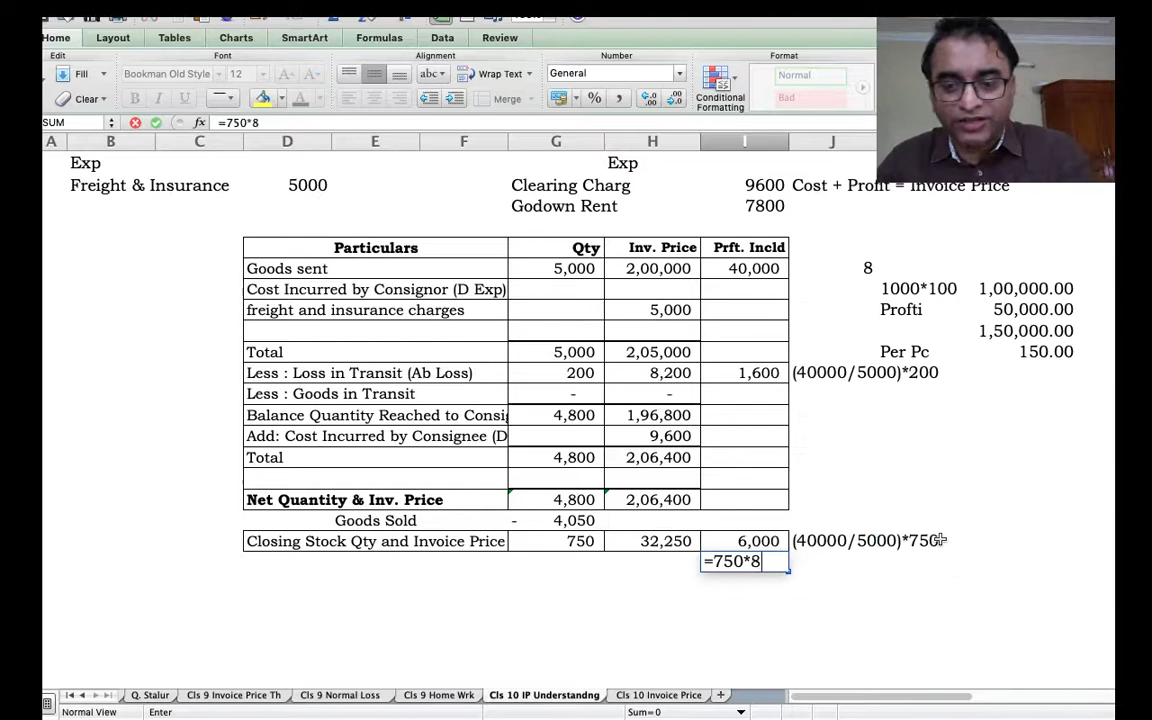 Home Layout Tables Charts SmartArt Formulas Data Review
Edit Font Alignment Number Format
Fill Bookman Old Style 12 abc Wrap Text General Normal
Clear B I U A Merge % Conditional Formatting Bad
SUM fx =750*8
A B C D E F G H I J
Exp Exp
Freight & Insurance 5000 Clearing Charg 9600 Cost + Profit = Invoice Price
Godown Rent 7800
Particulars Qty Inv. Price Prft. Incld
Goods sent 5,000 2,00,000 40,000 8
Cost Incurred by Consignor (D Exp) 1000*100 1,00,000.00
freight and insurance charges 5,000 Profti 50,000.00
1,50,000.00
Total 5,000 2,05,000 Per Pc 150.00
Less : Loss in Transit (Ab Loss) 200 8,200 1,600 (40000/5000)*200
Less : Goods in Transit - -
Balance Quantity Reached to Consig 4,800 1,96,800
Add: Cost Incurred by Consignee (D 9,600
Total 4,800 2,06,400
Net Quantity & Inv. Price 4,800 2,06,400
Goods Sold - 4,050
Closing Stock Qty and Invoice Price 750 32,250 6,000 (40000/5000)*750
=750*8
Q. Stalur Cls 9 Invoice Price Th Cls 9 Normal Loss Cls 9 Home Wrk Cls 10 IP Understandng Cls 10 Invoice Price +
Normal View Enter Sum=0